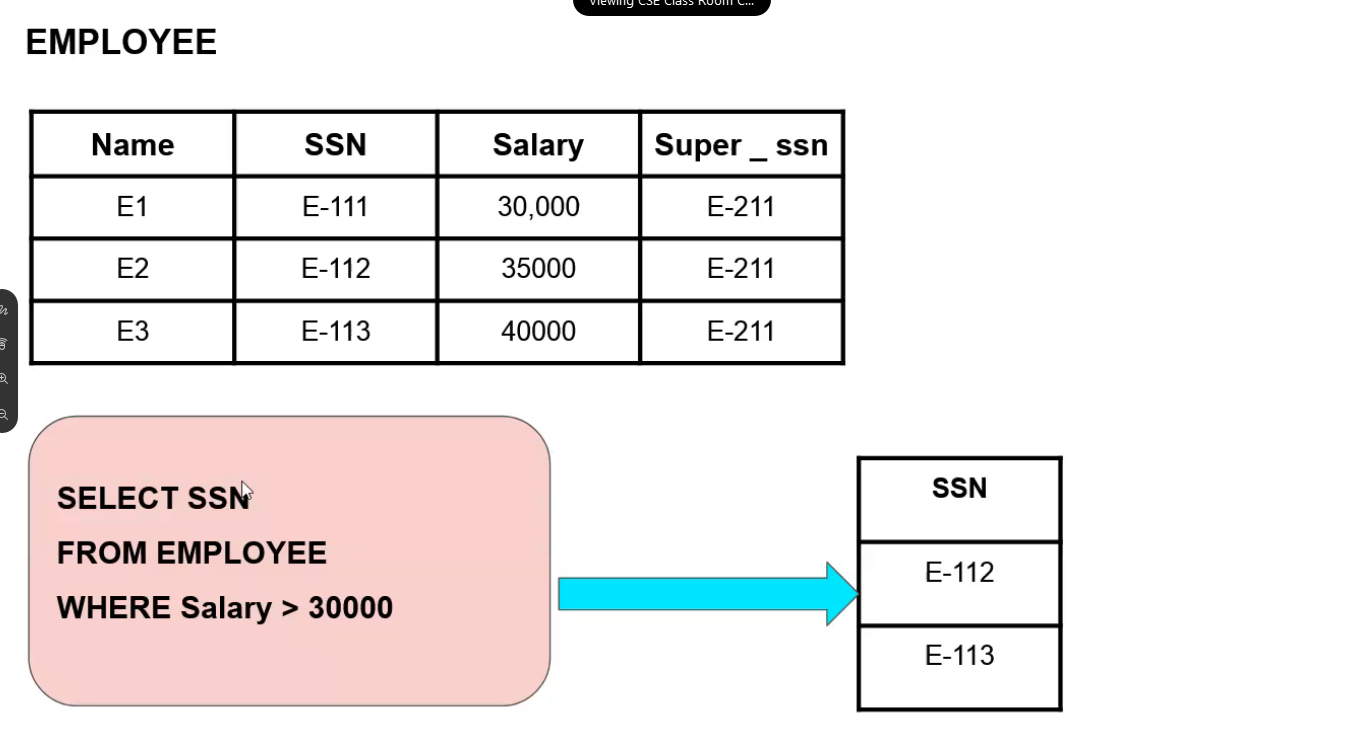 Viewing CSE Class Room C...
EMPLOYEE
Name SSN Salary Super _ ssn
E1 E-111 30,000 E-211
E2 E-112 35000 E-211
E3 E-113 40000 E-211
SELECT SSN
FROM EMPLOYEE
WHERE Salary > 30000
SSN
E-112
E-113